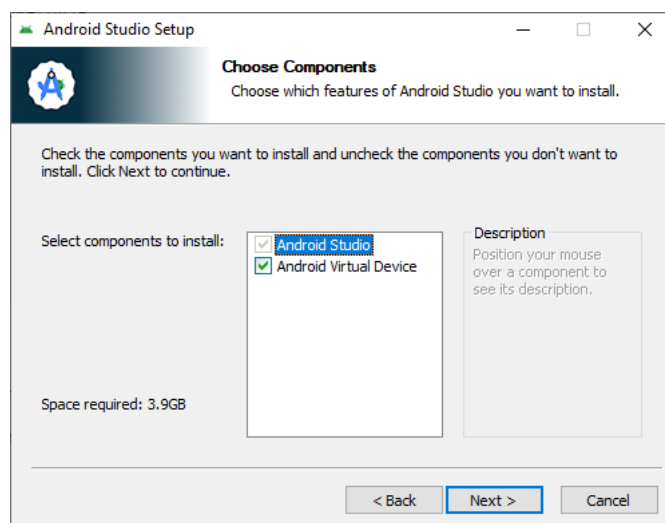 Android Studio Setup
Choose Components
Choose which features of Android Studio you want to install.
Check the components you want to install and uncheck the components you don't want to
install. Click Next to continue.
Select components to install:
Android Studio
Android Virtual Device
Description
Position your mouse
over a component to
see its description.
Space required: 3.9GB
< Back
Next >
Cancel